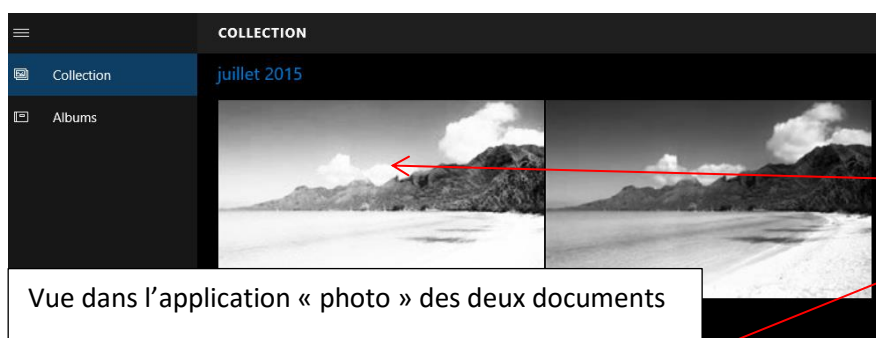 COLLECTION
Collection
juillet 2015
Albums
Vue dans l’application « photo » des deux documents